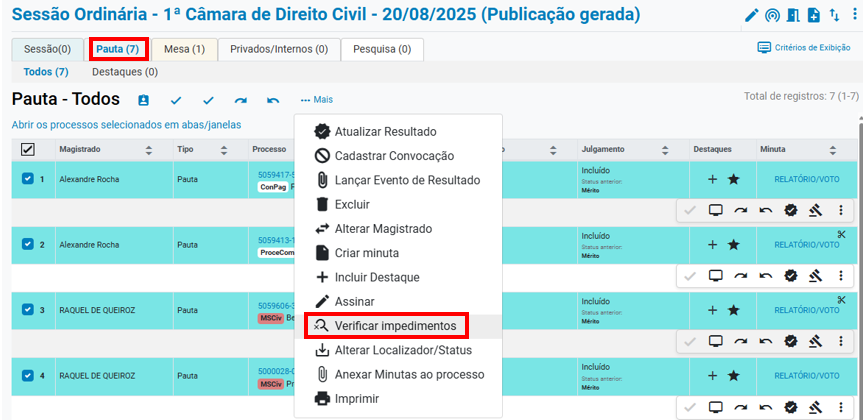 Sessão Ordinária - 1ª Câmara de Direito Civil - 20/08/2025 (Publicação gerada)
Sessão(0) Pauta (7) Mesa (1) Privados/Internos (0) Pesquisa (0) Critérios de Exibição
Todos (7) Destaques (0)
Pauta - Todos ••• Mais Total de registros: 7 (1-7)
Abrir os processos selecionados em abas/janelas
Magistrado Tipo Processo Julgamento Destaques Minuta
1 Alexandre Rocha Pauta 5059417-5 ConPag Incluído Status anterior: Mérito RELATÓRIO/VOTO
2 Alexandre Rocha Pauta 5059413-1 ProceCom Incluído Status anterior: Mérito RELATÓRIO/VOTO
3 RAQUEL DE QUEIROZ Pauta 5059606-3 MSCiv Be Incluído Status anterior: Mérito RELATÓRIO/VOTO
4 RAQUEL DE QUEIROZ Pauta 5000028-0 MSCiv Pr Incluído Status anterior: Mérito RELATÓRIO/VOTO
Atualizar Resultado
Cadastrar Convocação
Lançar Evento de Resultado
Excluir
Alterar Magistrado
Criar minuta
Incluir Destaque
Assinar
Verificar impedimentos
Alterar Localizador/Status
Anexar Minutas ao processo
Imprimir